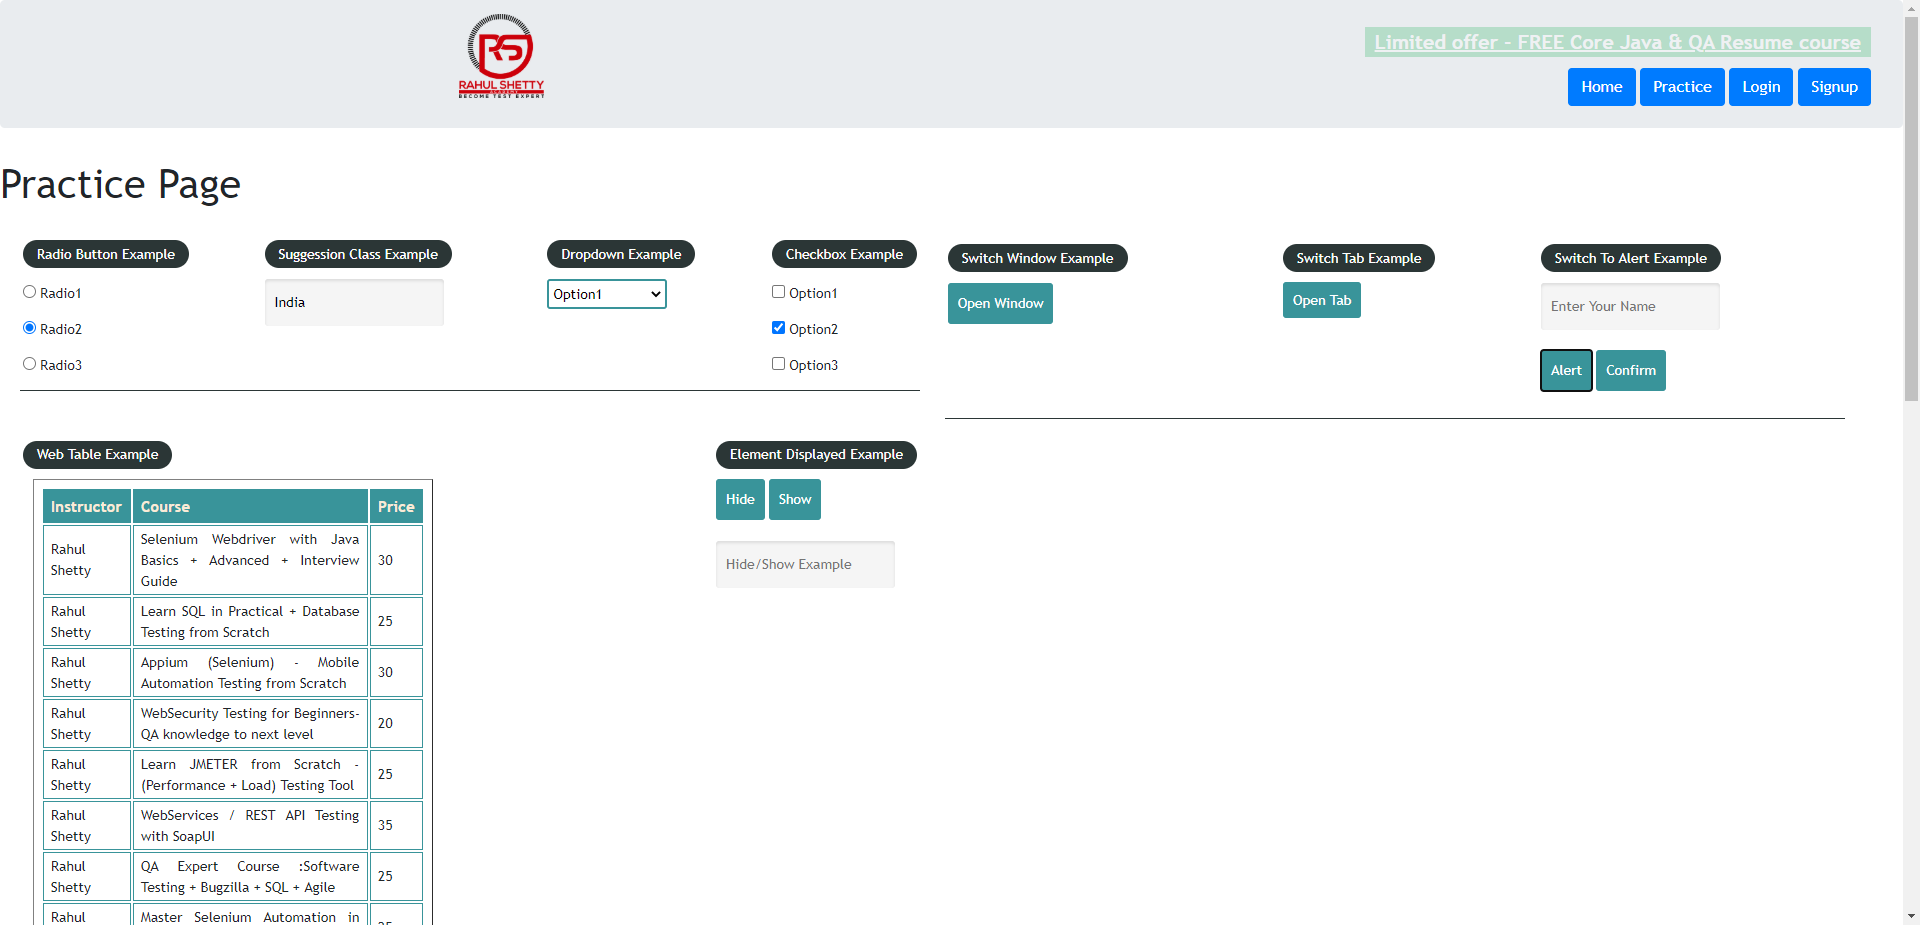 RAHUL SHETTY
ACADEMY
BECOME TEST EXPERT
Limited offer - FREE Core Java & QA Resume course
Home Practice Login Signup
Practice Page
Radio Button Example
Radio1
Radio2
Radio3
Suggession Class Example
India
Dropdown Example
Option1
Checkbox Example
Option1
Option2
Option3
Switch Window Example
Open Window
Switch Tab Example
Open Tab
Switch To Alert Example
Enter Your Name
Alert Confirm
Web Table Example
Instructor Course Price
Rahul
Shetty
Selenium Webdriver with Java
Basics + Advanced + Interview
Guide
30
Rahul
Shetty
Learn SQL in Practical + Database
Testing from Scratch
25
Rahul
Shetty
Appium (Selenium) - Mobile
Automation Testing from Scratch
30
Rahul
Shetty
WebSecurity Testing for Beginners-
QA knowledge to next level
20
Rahul
Shetty
Learn JMETER from Scratch -
(Performance + Load) Testing Tool
25
Rahul
Shetty
WebServices / REST API Testing
with SoapUI
35
Rahul
Shetty
QA Expert Course :Software
Testing + Bugzilla + SQL + Agile
25
Rahul
Master Selenium Automation in
Element Displayed Example
Hide Show
Hide/Show Example